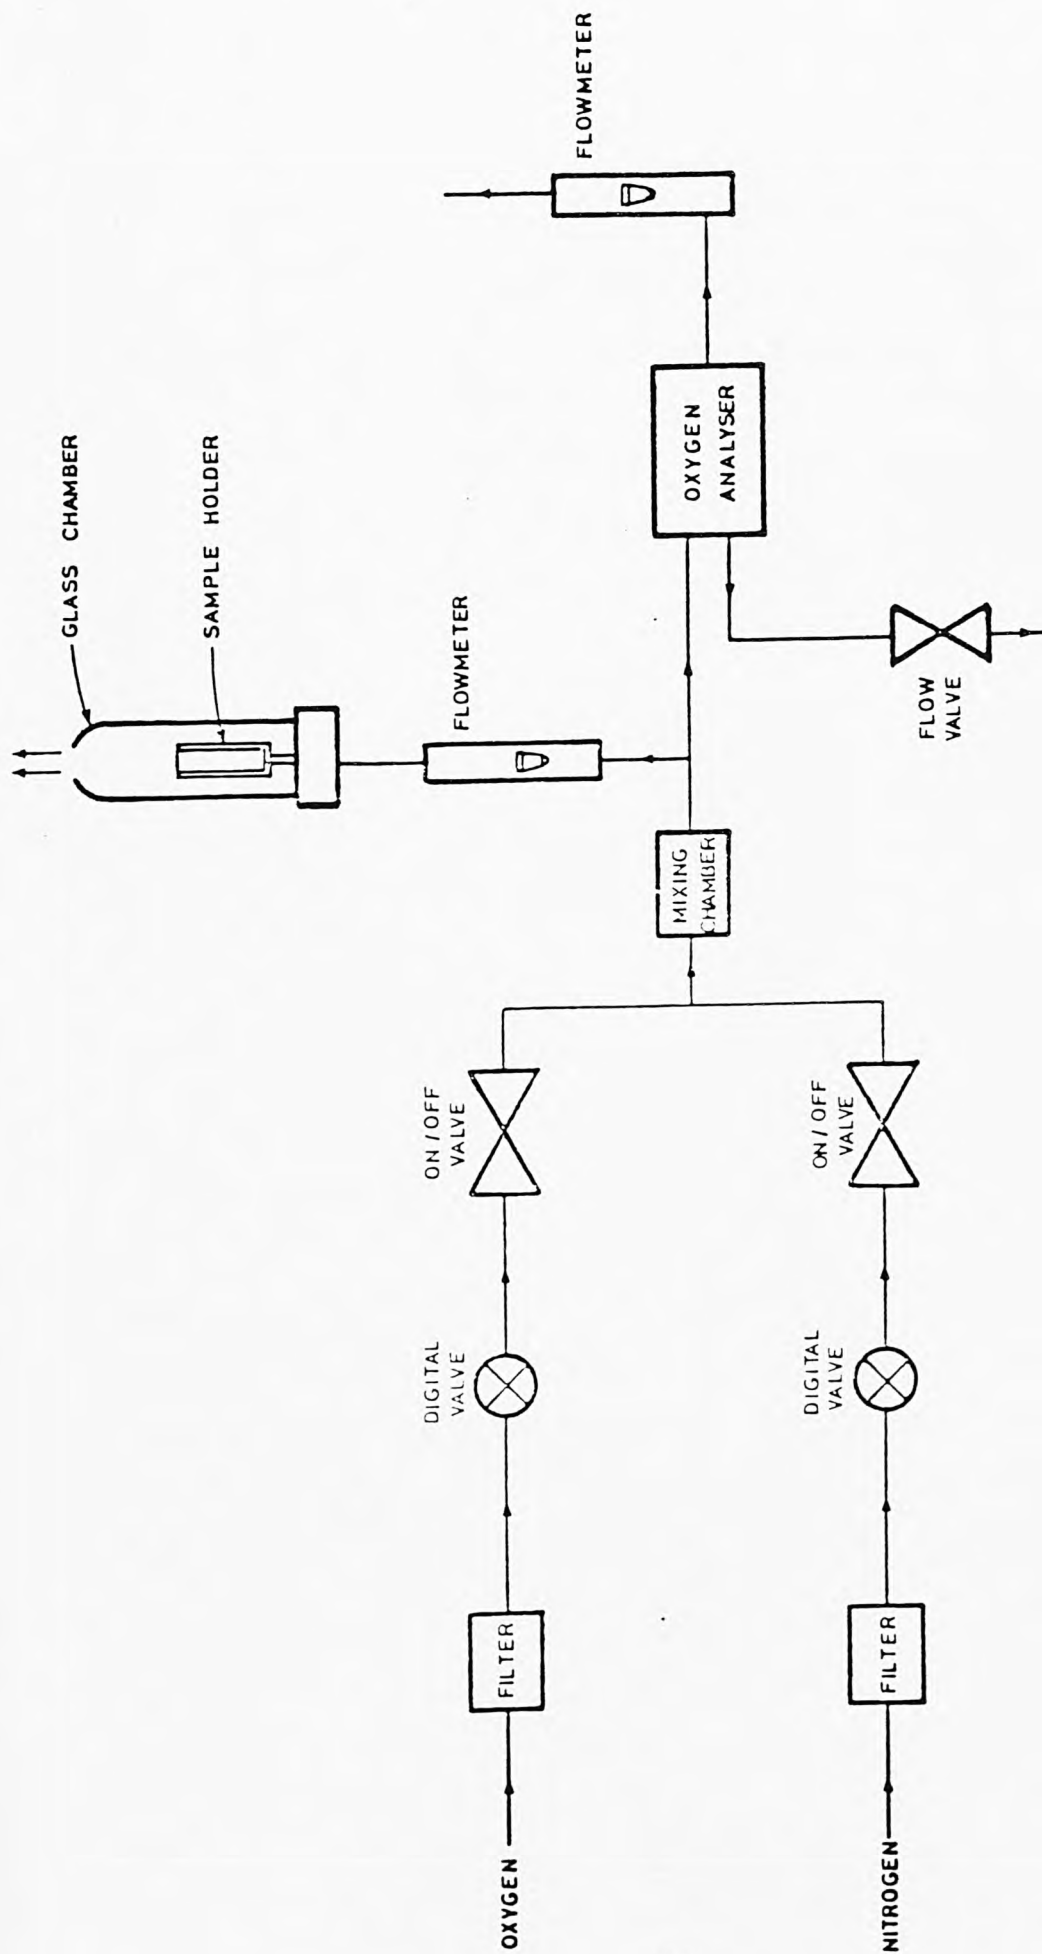 GLASS CHAMBER
SAMPLE HOLDER
FLOWMETER
FLOWMETER
OXYGEN
ANALYSER
FLOW
VALVE
MIXING
CHAMBER
ON / OFF
VALVE
ON / OFF
VALVE
DIGITAL
VALVE
DIGITAL
VALVE
FILTER
FILTER
OXYGEN
NITROGEN